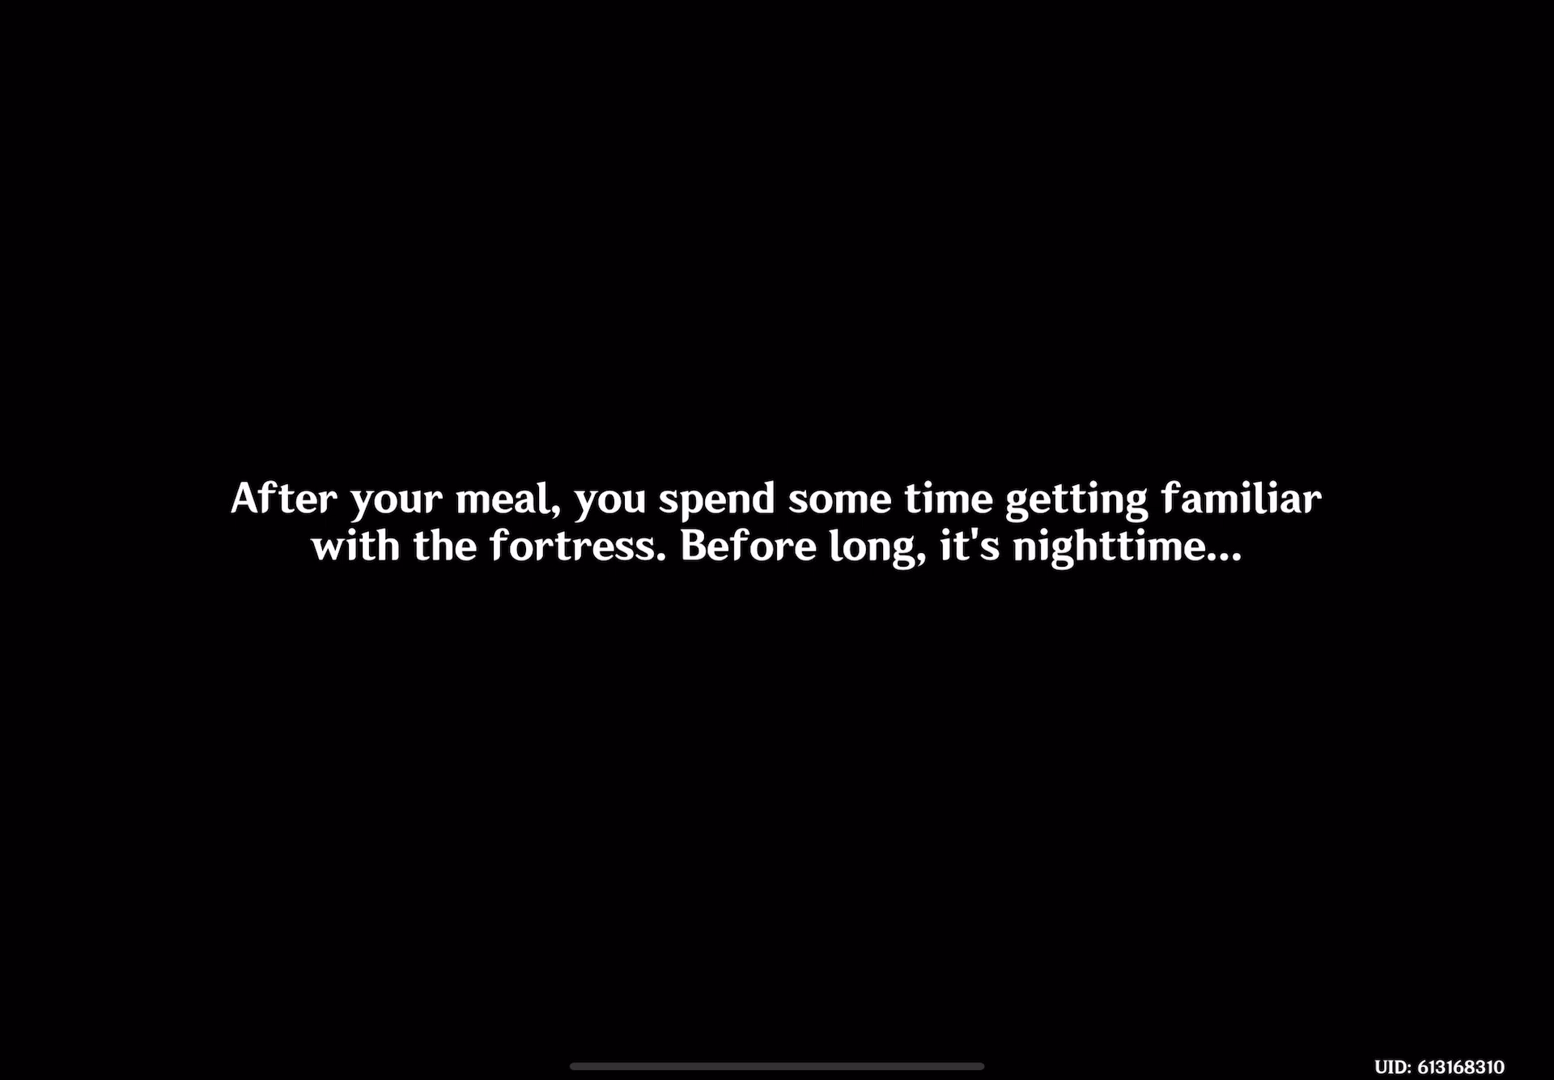 After your meal, you spend some time getting familiar
with the fortress. Before long, it's nighttime...
UID: 613168310